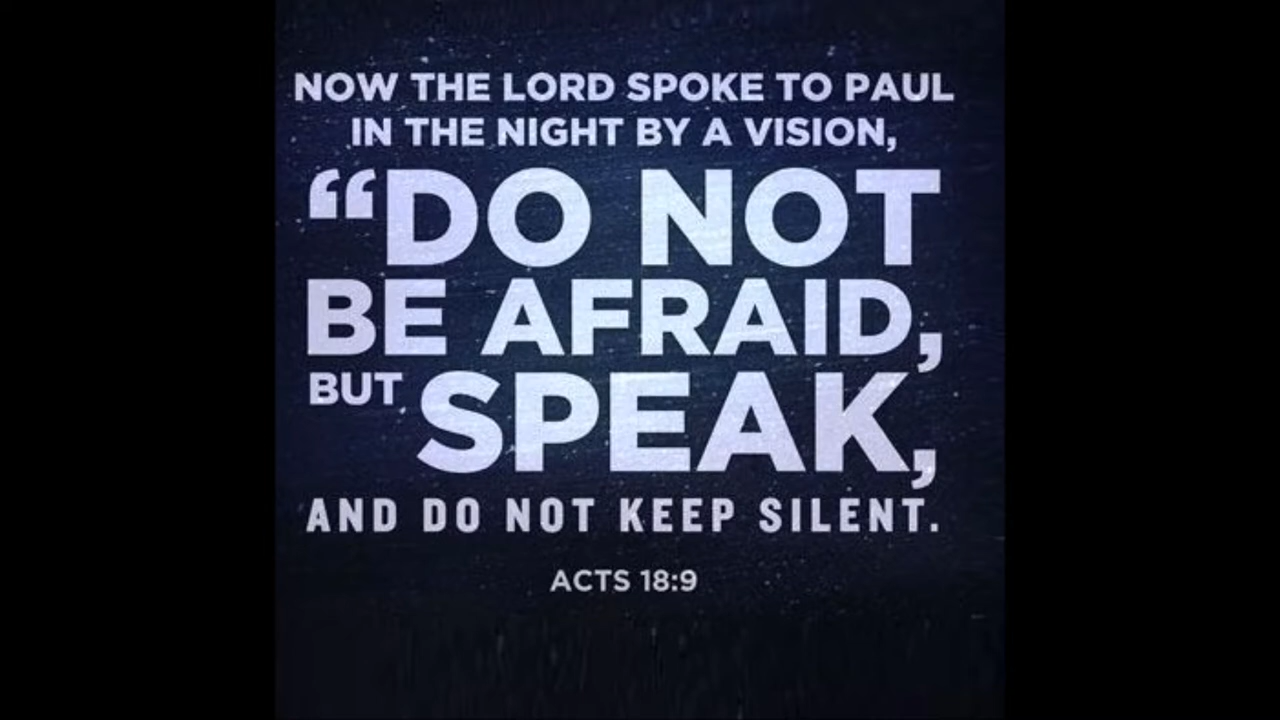 NOW THE LORD SPOKE TO PAUL
IN THE NIGHT BY A VISION,
“DO NOT
BE AFRAID,
BUT SPEAK,
AND DO NOT KEEP SILENT.
ACTS 18:9